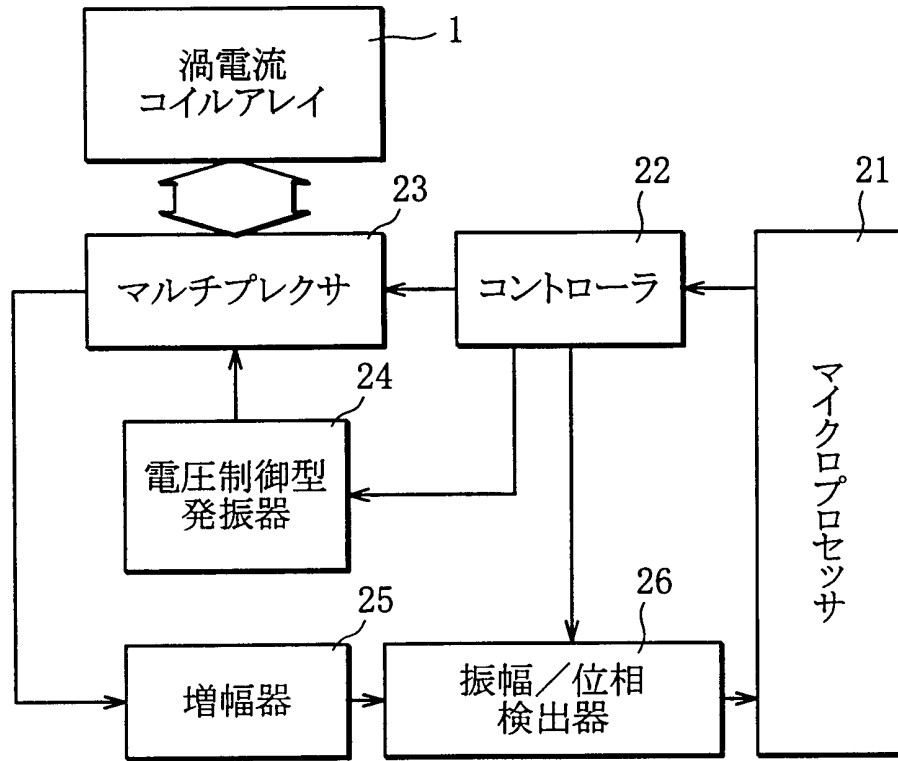 1
渦電流
コイルアレイ
23
マルチプレクサ
22
コントローラ
21
マイクロプロセッサ
24
電圧制御型
発振器
25
増幅器
26
振幅／位相
検出器